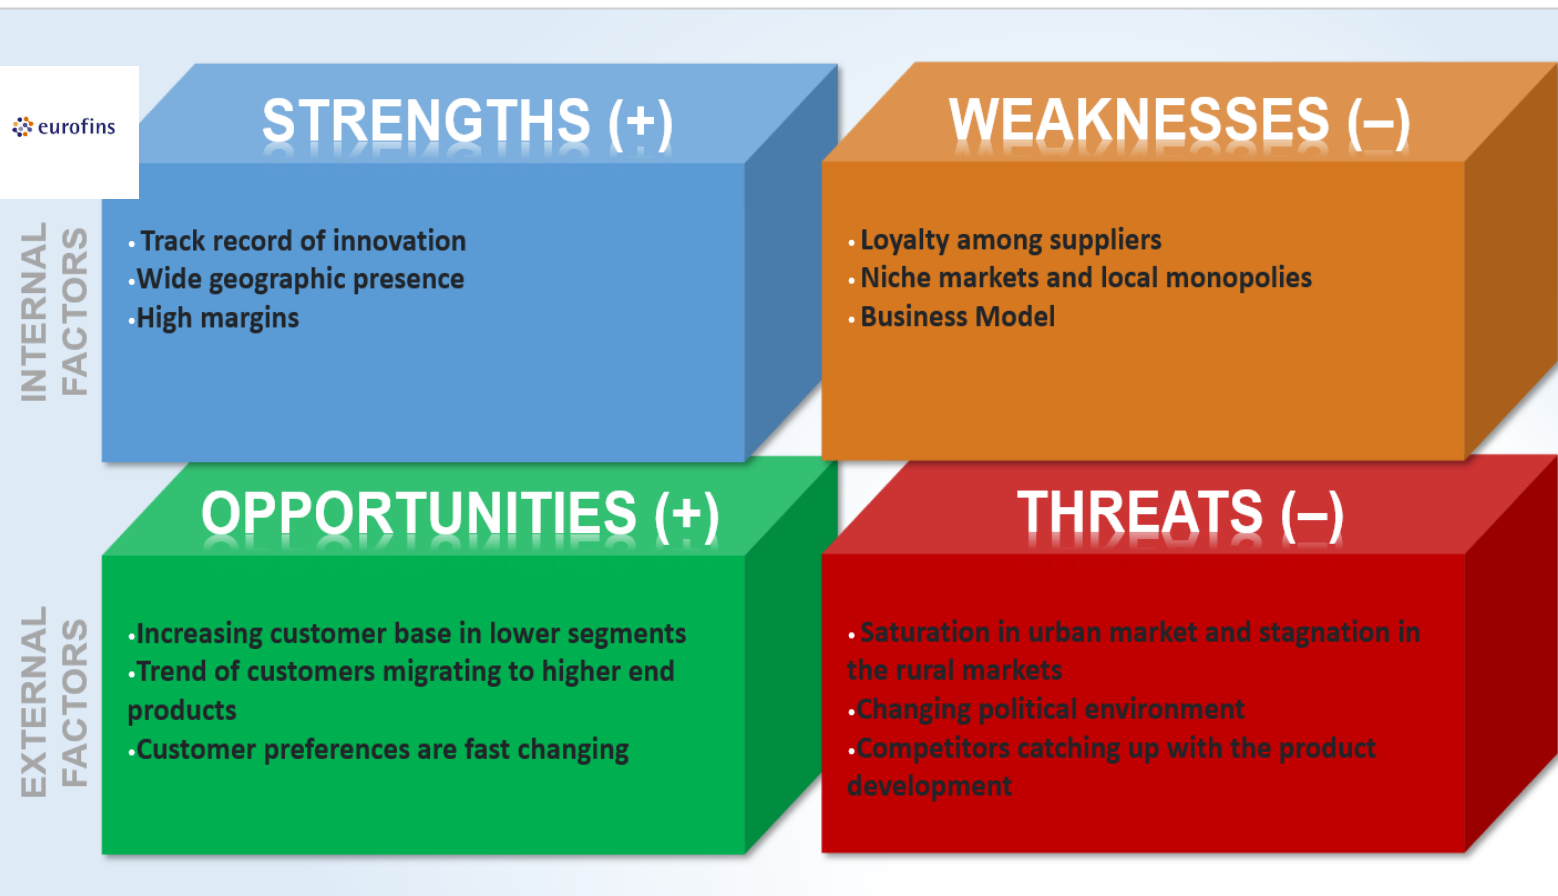 eurofins
STRENGTHS (+)
WEAKNESSES (–)
INTERNAL
FACTORS
• Track record of innovation
•Wide geographic presence
•High margins
• Loyalty among suppliers
• Niche markets and local monopolies
• Business Model
OPPORTUNITIES (+)
THREATS (–)
EXTERNAL
FACTORS
•Increasing customer base in lower segments
•Trend of customers migrating to higher end
products
•Customer preferences are fast changing
• Saturation in urban market and stagnation in
the rural markets
•Changing political environment
•Competitors catching up with the product
development